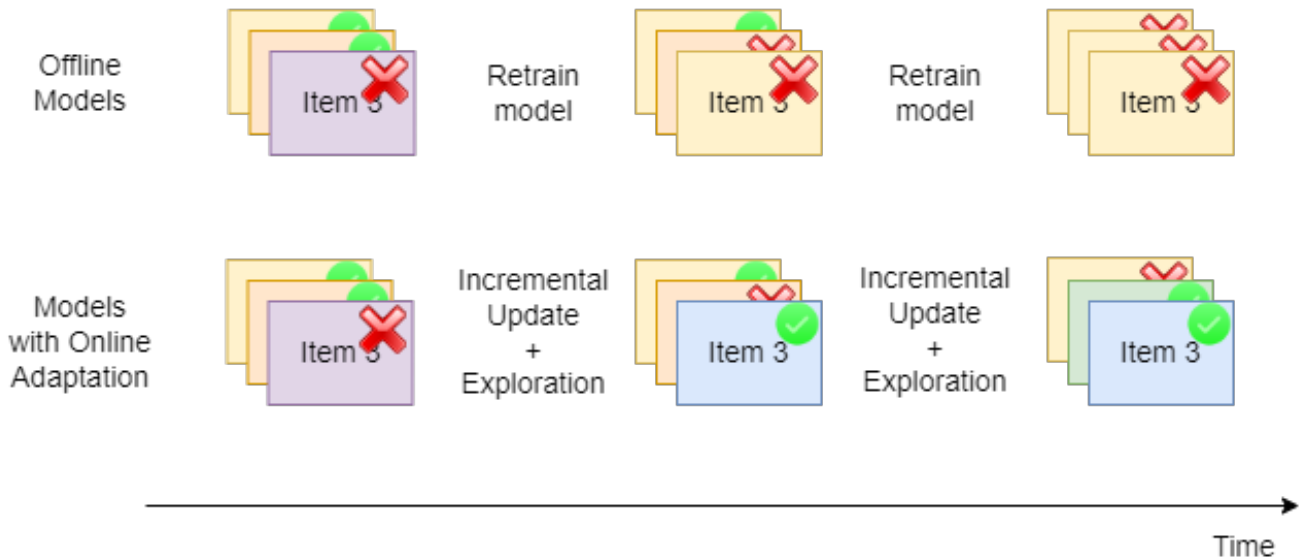 Offline
Models
Item 3
Retrain
model
Item 3
Retrain
model
Item 3
Models
with Online
Adaptation
Item 3
Incremental
Update
+
Exploration
Item 3
Incremental
Update
+
Exploration
Item 3
Time